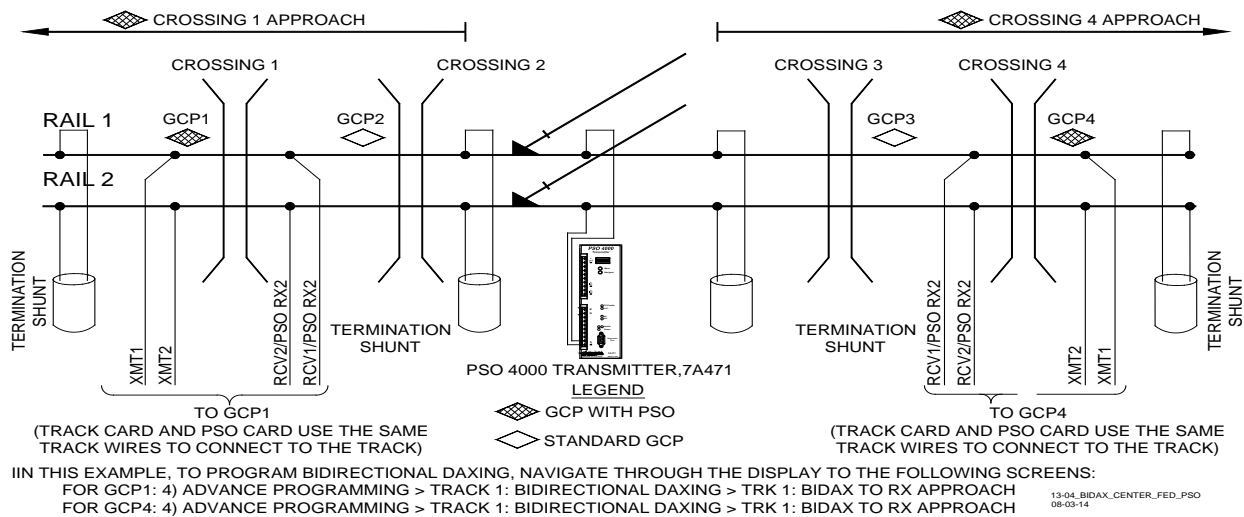 CROSSING 1 APPROACH
CROSSING 4 APPROACH
CROSSING 1
CROSSING 2
CROSSING 3
CROSSING 4
RAIL 1
GCP1
GCP2
GCP3
GCP4
RAIL 2
TERMINATION
SHUNT
XMT1
XMT2
RCV2/PSO RX2
RCV1/PSO RX2
TERMINATION
SHUNT
PSO 4000
TERMINATION
SHUNT
RCV1/PSO RX2
RCV2/PSO RX2
XMT2
XMT1
TERMINATION
SHUNT
PSO 4000 TRANSMITTER,7A471
LEGEND
GCP WITH PSO
STANDARD GCP
TO GCP1
(TRACK CARD AND PSO CARD USE THE SAME
TRACK WIRES TO CONNECT TO THE TRACK)
TO GCP4
(TRACK CARD AND PSO CARD USE THE SAME
TRACK WIRES TO CONNECT TO THE TRACK)
IIN THIS EXAMPLE, TO PROGRAM BIDIRECTIONAL DAXING, NAVIGATE THROUGH THE DISPLAY TO THE FOLLOWING SCREENS:
FOR GCP1: 4) ADVANCE PROGRAMMING > TRACK 1: BIDIRECTIONAL DAXING > TRK 1: BIDAX TO RX APPROACH
FOR GCP4: 4) ADVANCE PROGRAMMING > TRACK 1: BIDIRECTIONAL DAXING > TRK 1: BIDAX TO RX APPROACH
13-04_BIDAX_CENTER_FED_PSO
08-03-14